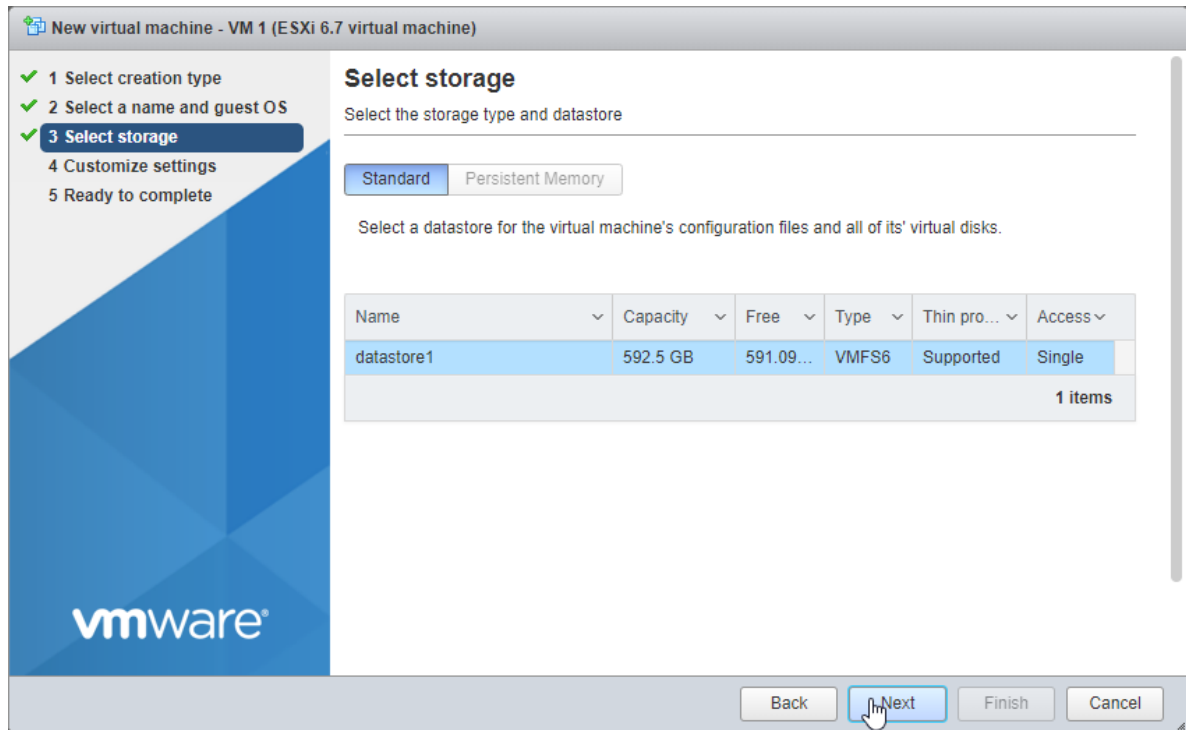 New virtual machine - VM 1 (ESXi 6.7 virtual machine)
1 Select creation type
2 Select a name and guest OS
3 Select storage
4 Customize settings
5 Ready to complete
vmware®
Select storage
Select the storage type and datastore
Standard Persistent Memory
Select a datastore for the virtual machine's configuration files and all of its' virtual disks.
Name Capacity Free Type Thin pro... Access
datastore1 592.5 GB 591.09... VMFS6 Supported Single
1 items
Back Next Finish Cancel